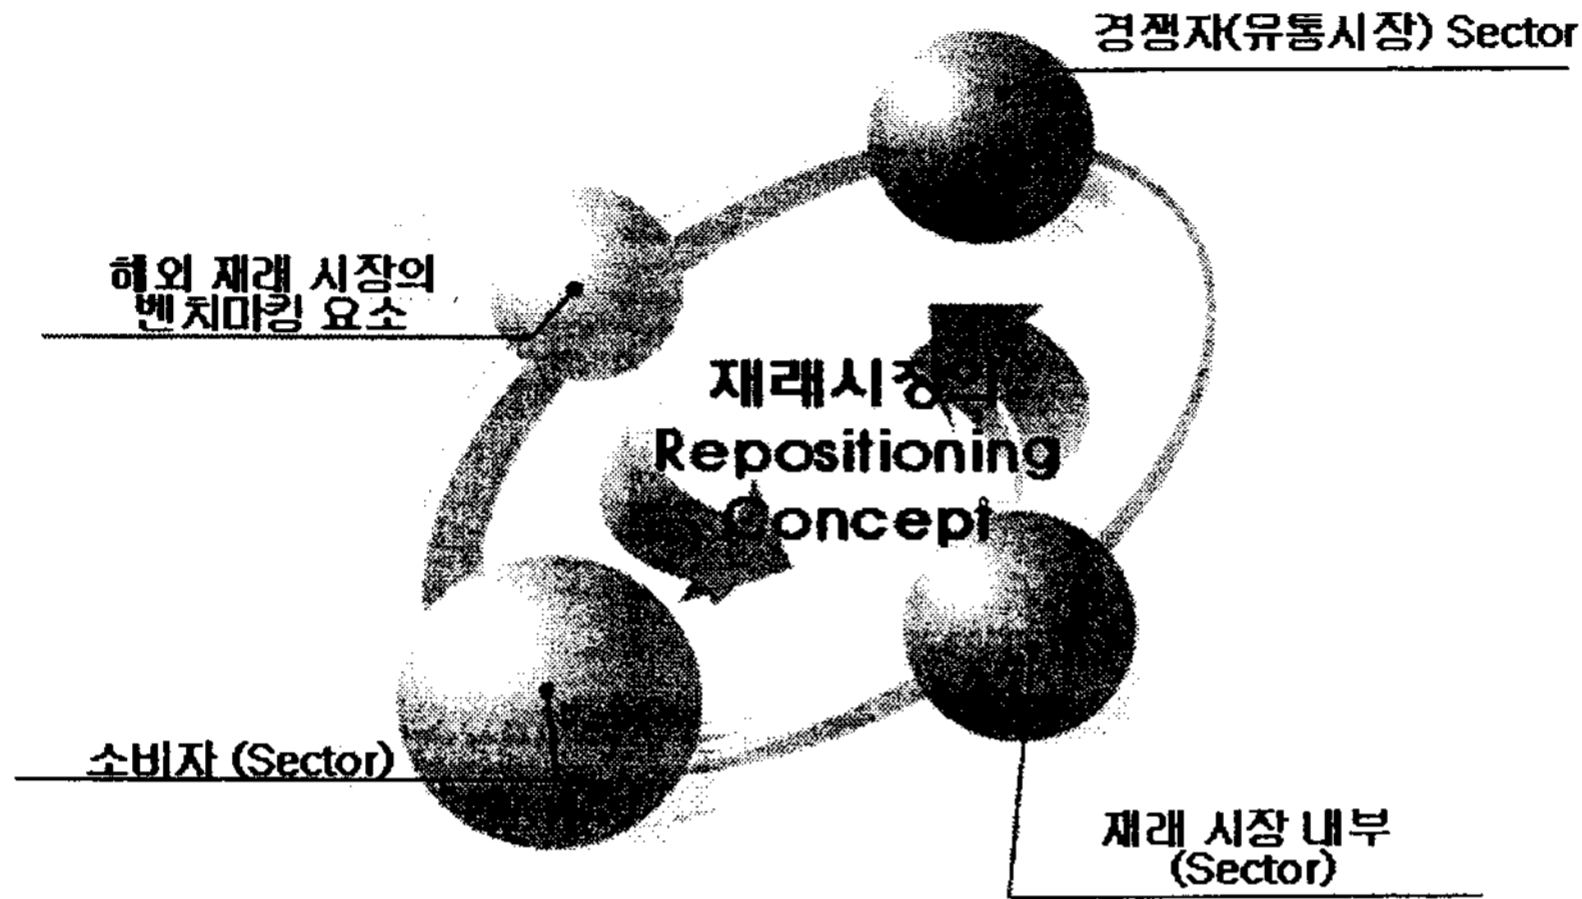 경쟁자(유통시장) Sector
해외 재래 시장의
벤치마킹 요소
재래시장의
Repositioning
Concept
소비자 (Sector)
재래 시장 내부
(Sector)